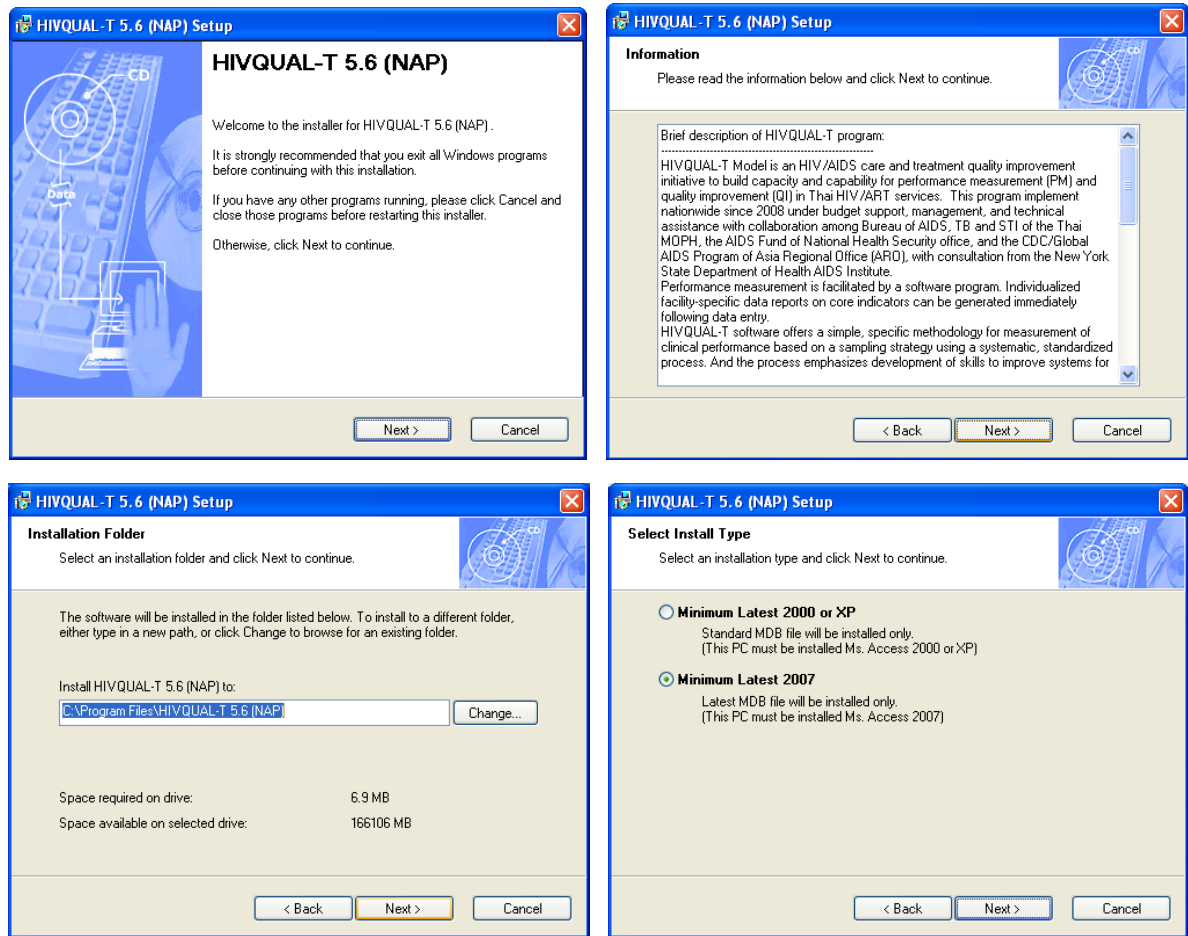 HIVQUAL-T 5.6 (NAP) Setup
CD
Data
HIVQUAL-T 5.6 (NAP)
Welcome to the installer for HIVQUAL-T 5.6 (NAP) .
It is strongly recommended that you exit all Windows programs
before continuing with this installation.
If you have any other programs running, please click Cancel and
close those programs before restarting this installer.
Otherwise, click Next to continue.
Next >
Cancel
HIVQUAL-T 5.6 (NAP) Setup
Information
Please read the information below and click Next to continue.
CD
Brief description of HIVQUAL-T program:
------------------------------------------------------------------------
HIVQUAL-T Model is an HIV/AIDS care and treatment quality improvement
initiative to build capacity and capability for performance measurement (PM) and
quality improvement (QI) in Thai HIV/ART services.  This program implement
nationwide since 2008 under budget support, management, and technical
assistance with collaboration among Bureau of AIDS, TB and STI of the Thai
MOPH, the AIDS Fund of National Health Security office, and the CDC/Global
AIDS Program of Asia Regional Office (ARO), with consultation from the New York
State Department of Health AIDS Institute.
Performance measurement is facilitated by a software program. Individualized
facility-specific data reports on core indicators can be generated immediately
following data entry.
HIVQUAL-T software offers a simple, specific methodology for measurement of
clinical performance based on a sampling strategy using a systematic, standardized
process. And the process emphasizes development of skills to improve systems for
< Back
Next >
Cancel
HIVQUAL-T 5.6 (NAP) Setup
Installation Folder
Select an installation folder and click Next to continue.
CD
The software will be installed in the folder listed below. To install to a different folder,
either type in a new path, or click Change to browse for an existing folder.
Install HIVQUAL-T 5.6 (NAP) to:
C:\Program Files\HIVQUAL-T 5.6 (NAP)
Change...
Space required on drive: 6.9 MB
Space available on selected drive: 166106 MB
< Back
Next >
Cancel
HIVQUAL-T 5.6 (NAP) Setup
Select Install Type
Select an installation type and click Next to continue.
CD
Minimum Latest 2000 or XP
Standard MDB file will be installed only.
(This PC must be installed Ms. Access 2000 or XP)
Minimum Latest 2007
Latest MDB file will be installed only.
(This PC must be installed Ms. Access 2007)
< Back
Next >
Cancel